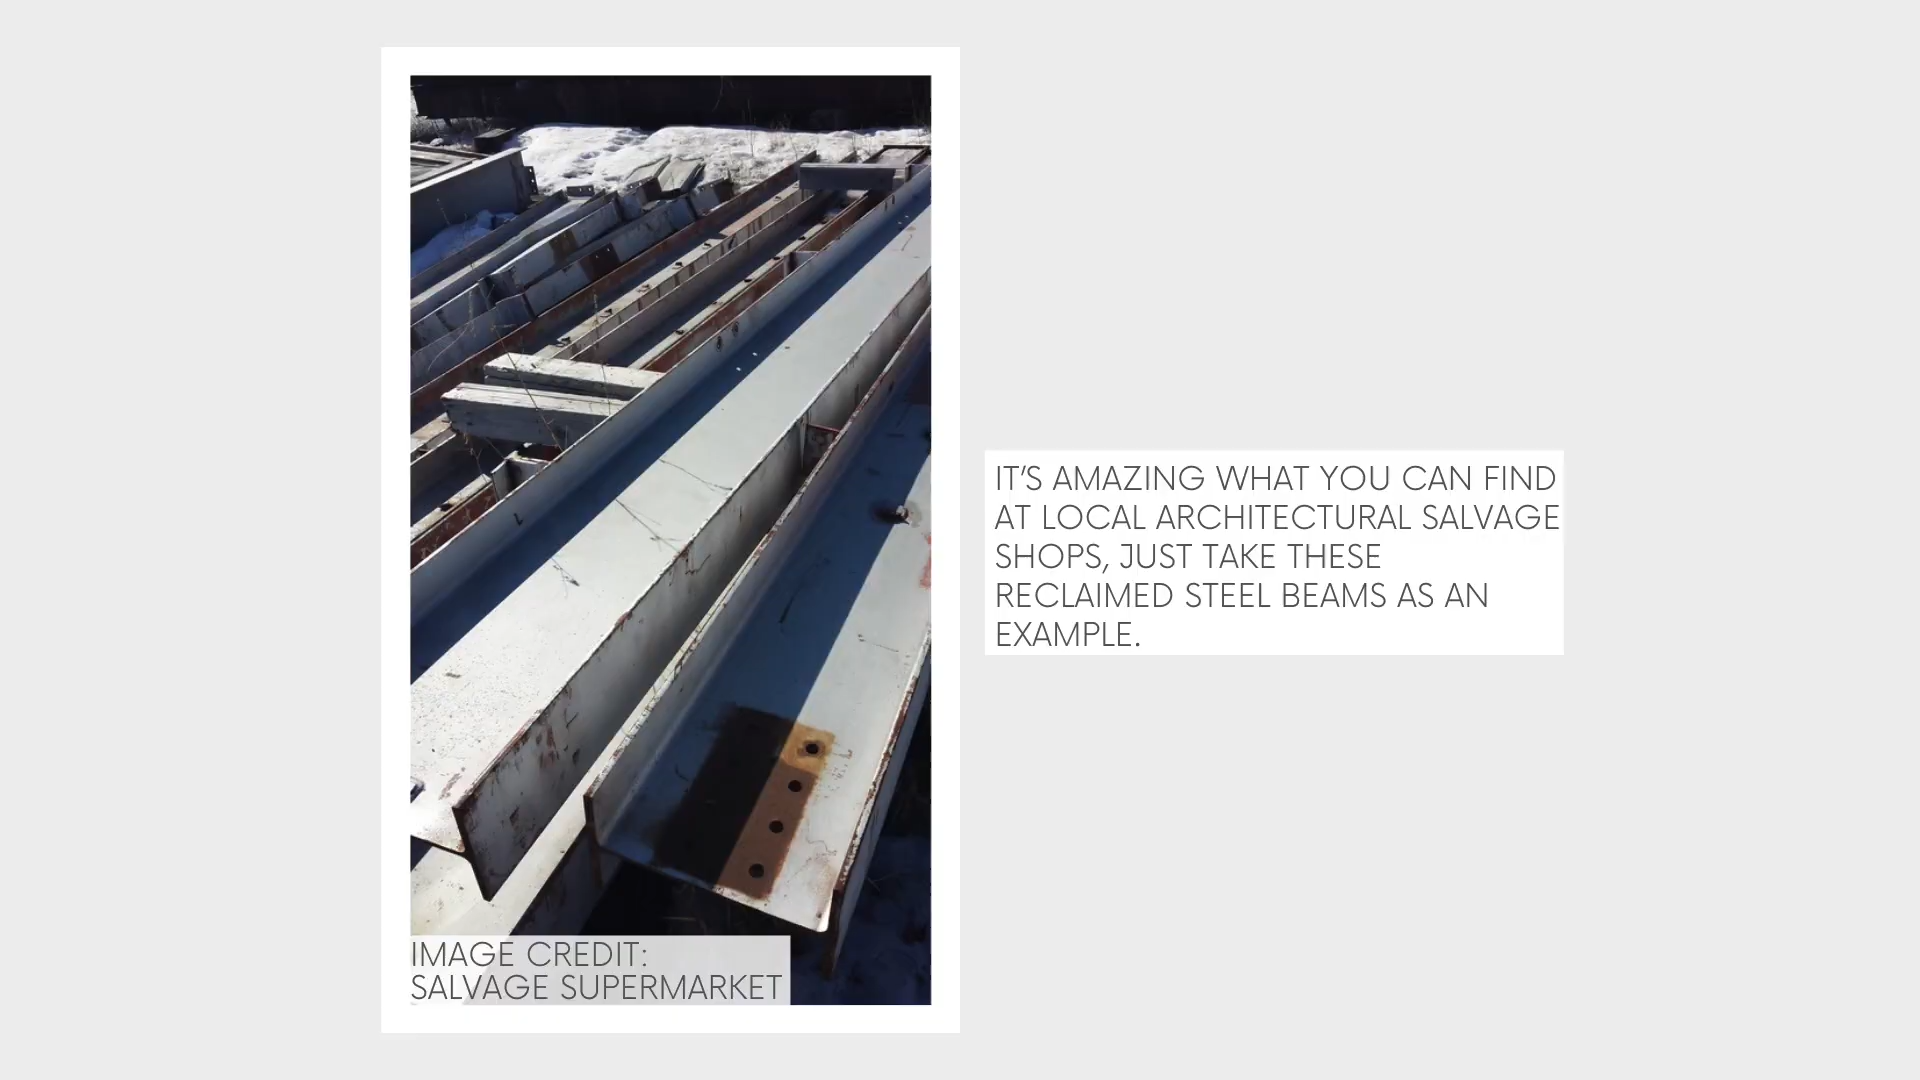 IT'S AMAZING WHAT YOU CAN FIND
AT LOCAL ARCHITECTURAL SALVAGE
SHOPS, JUST TAKE THESE
RECLAIMED STEEL BEAMS AS AN
EXAMPLE.
IMAGE CREDIT:
SALVAGE SUPERMARKET